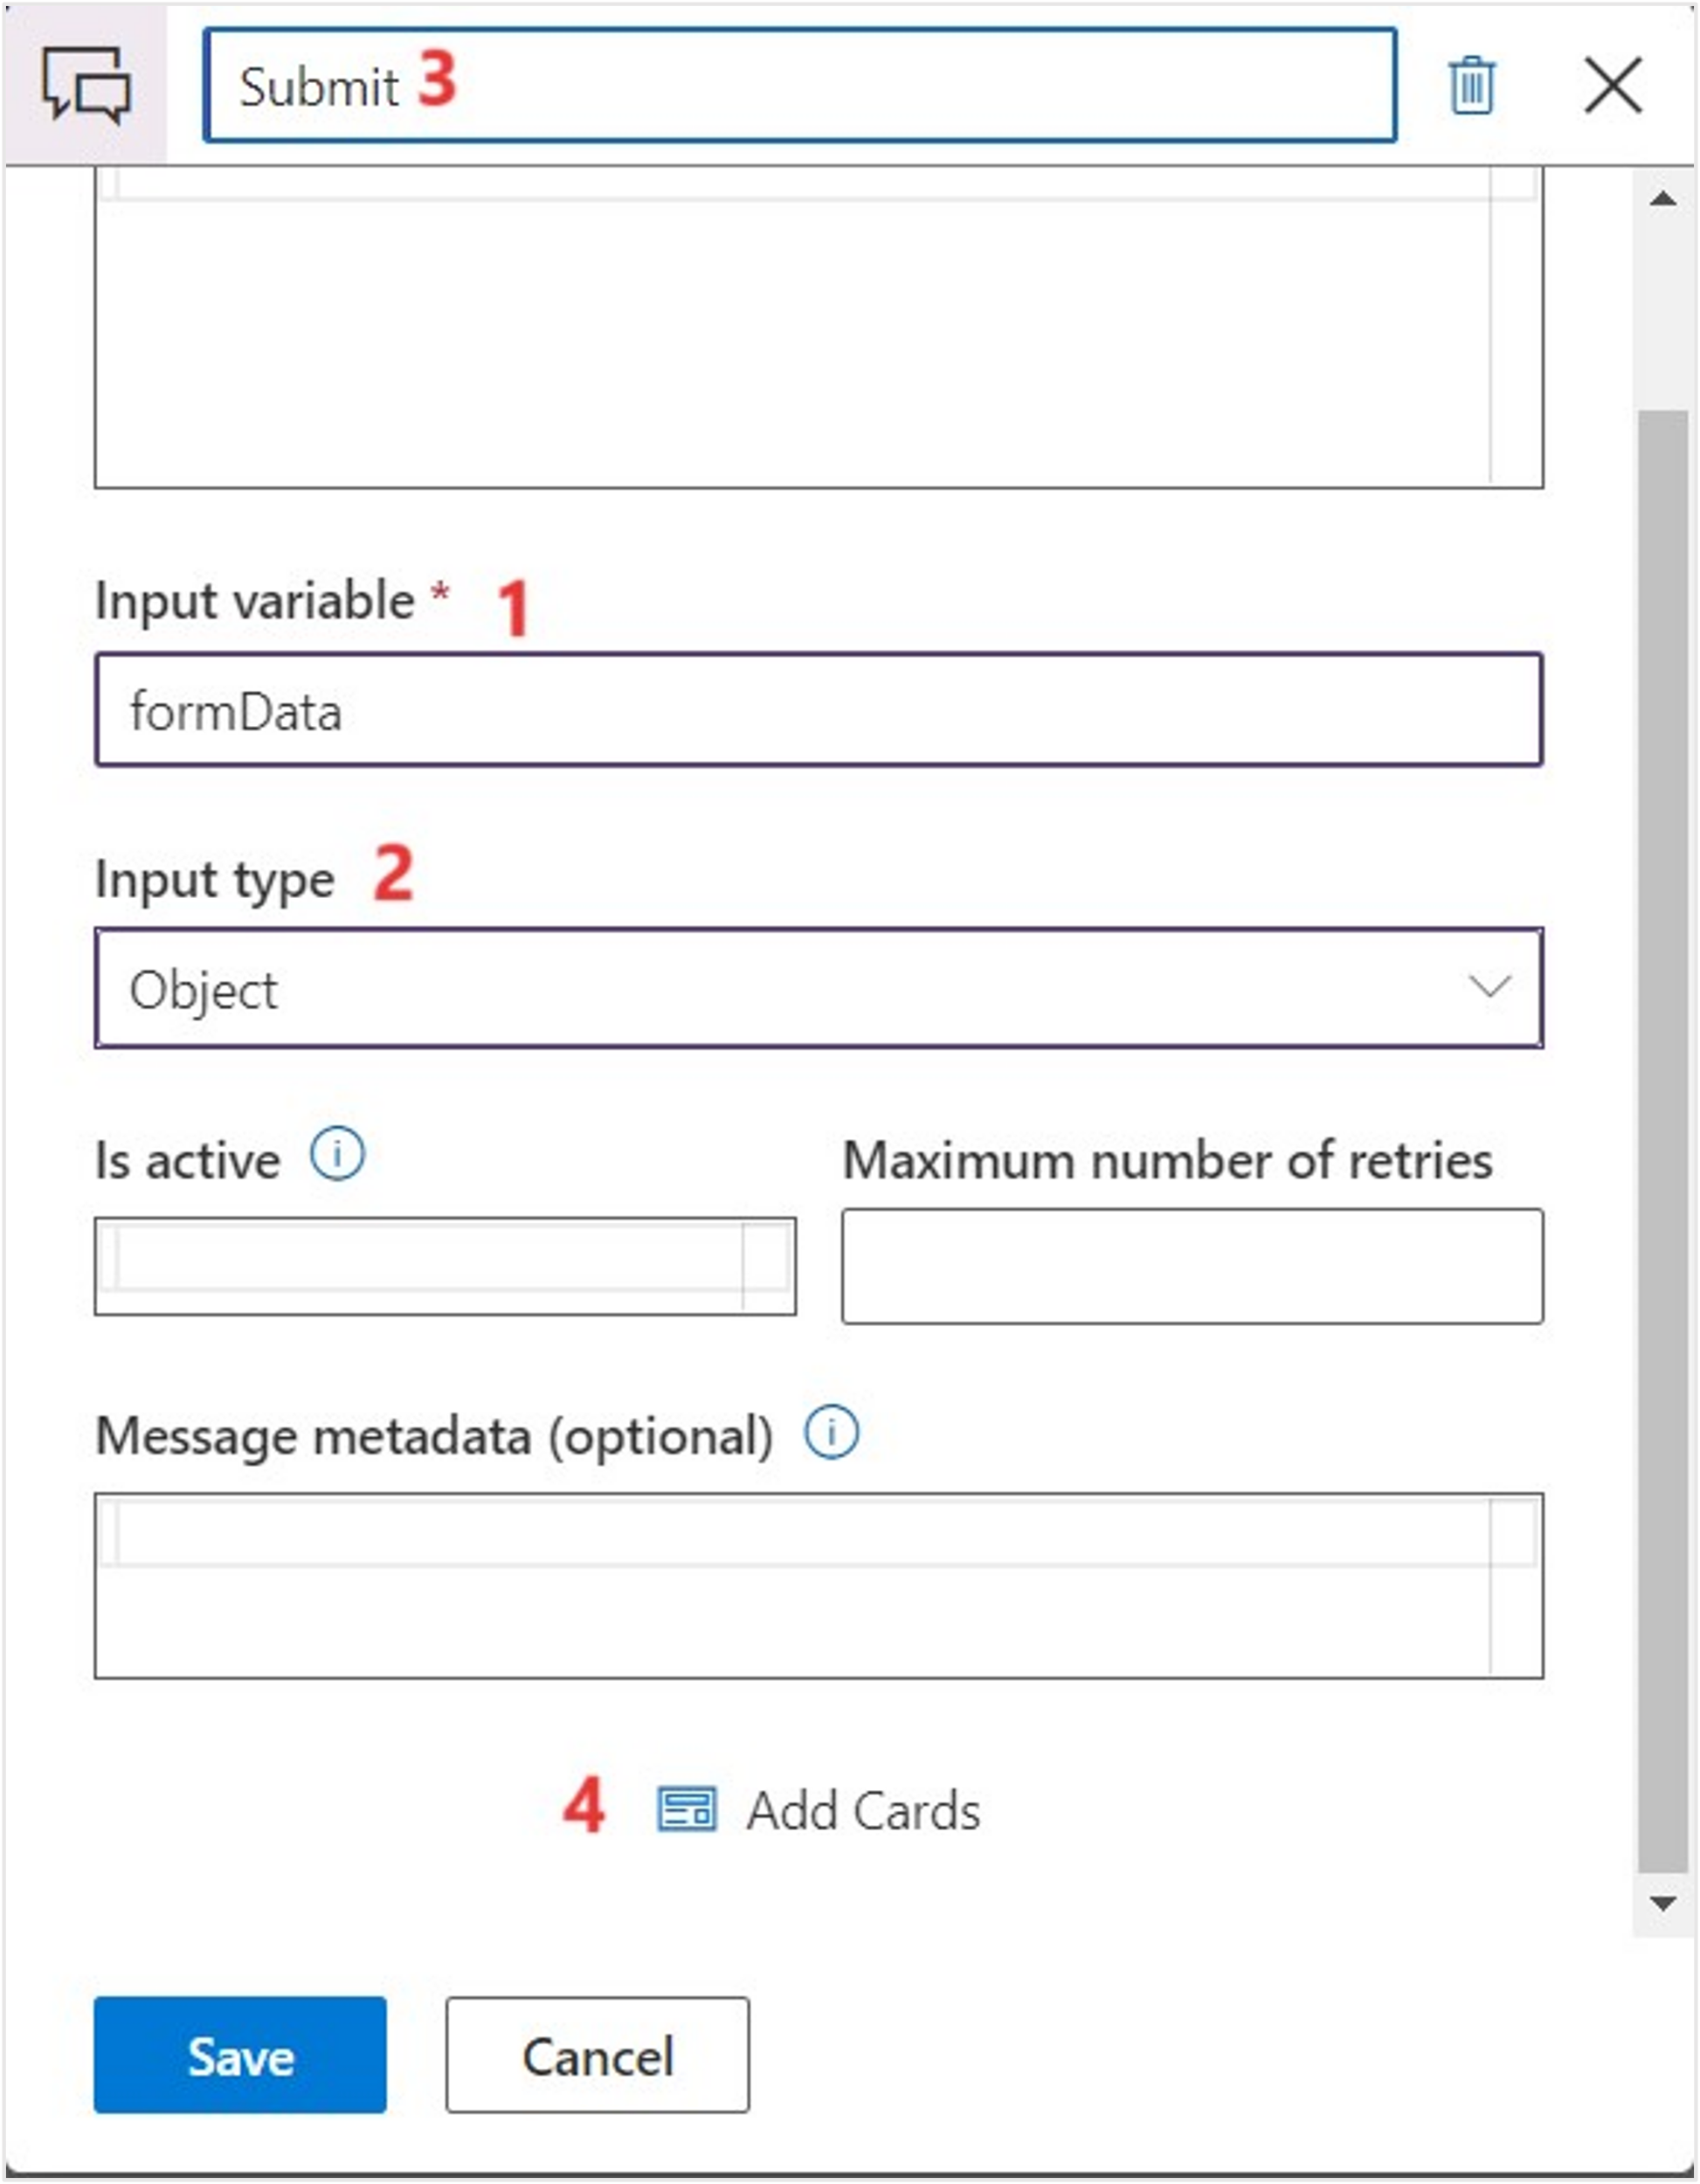 Submit 3
Input variable * 1
formData
Input type 2
Object
Is active i Maximum number of retries
Message metadata (optional) i
4 Add Cards
Save Cancel